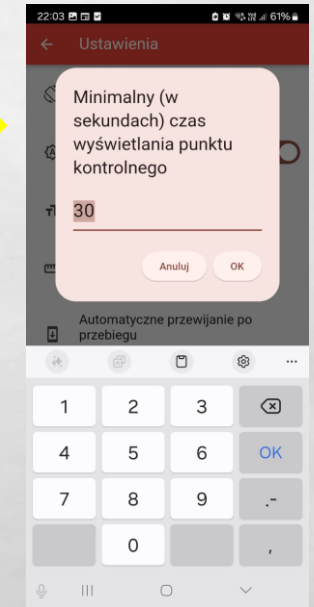 22:03 61%
Ustawienia
Minimalny (w
sekundach) czas
wyświetlania punktu
kontrolnego
30
Anuluj OK
Automatyczne przewijanie po
przebiegu
1 2 3
4 5 6 OK
7 8 9 .-
0 ,